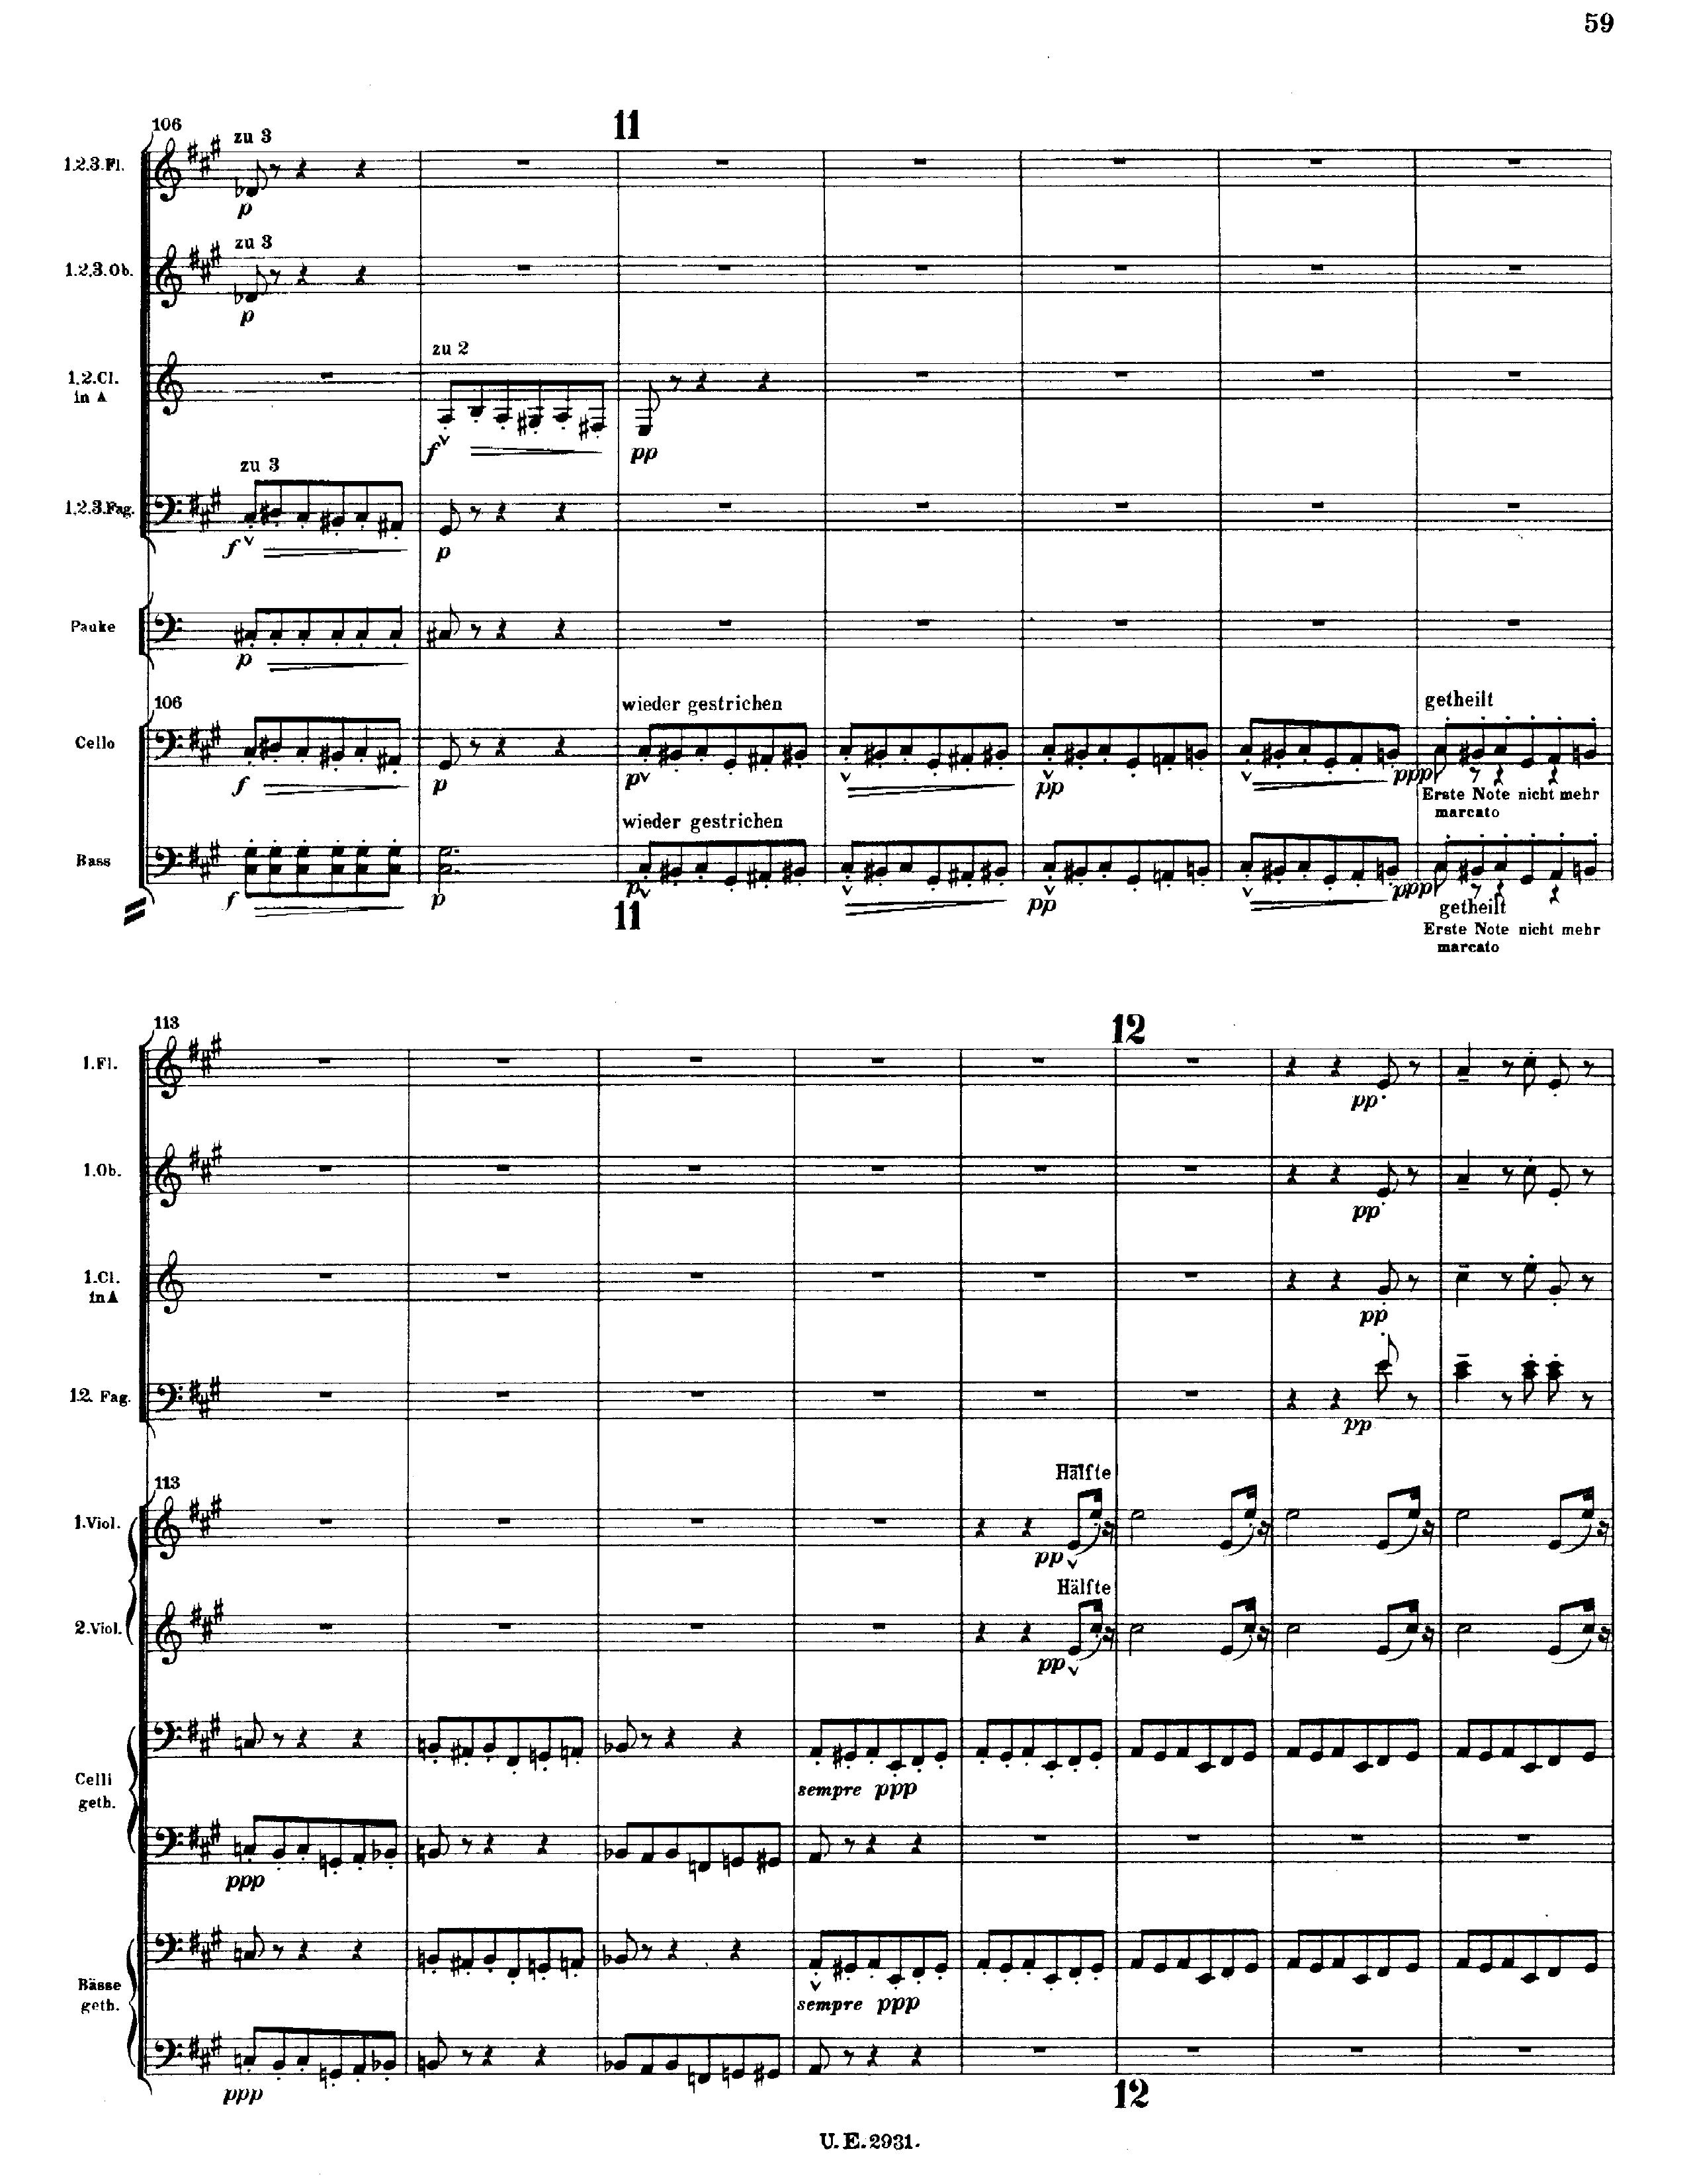 59
11
106
zu 3
1.2.3.Fl.
p
zu 3
1.2.3.Ob.
p
zu 2
1.2.Cl.
in A
f
pp
zu 3
1.2.3.Fag.
f
p
Pauke
p
106
wieder gestrichen
getheilt
Cello
f
p
p
pp
ppp
Erste Note nicht mehr
marcato
wieder gestrichen
Bass
f
p
p
pp
ppp
11
getheilt
Erste Note nicht mehr
marcato
12
113
1.Fl.
pp
1.Ob.
pp
1.Cl.
in A
pp
1.2. Fag.
pp
113
Hälfte
1.Viol.
pp
Hälfte
2.Viol.
pp
Celli
geth.
sempre ppp
ppp
Bässe
geth.
sempre ppp
ppp
12
U. E. 2931.